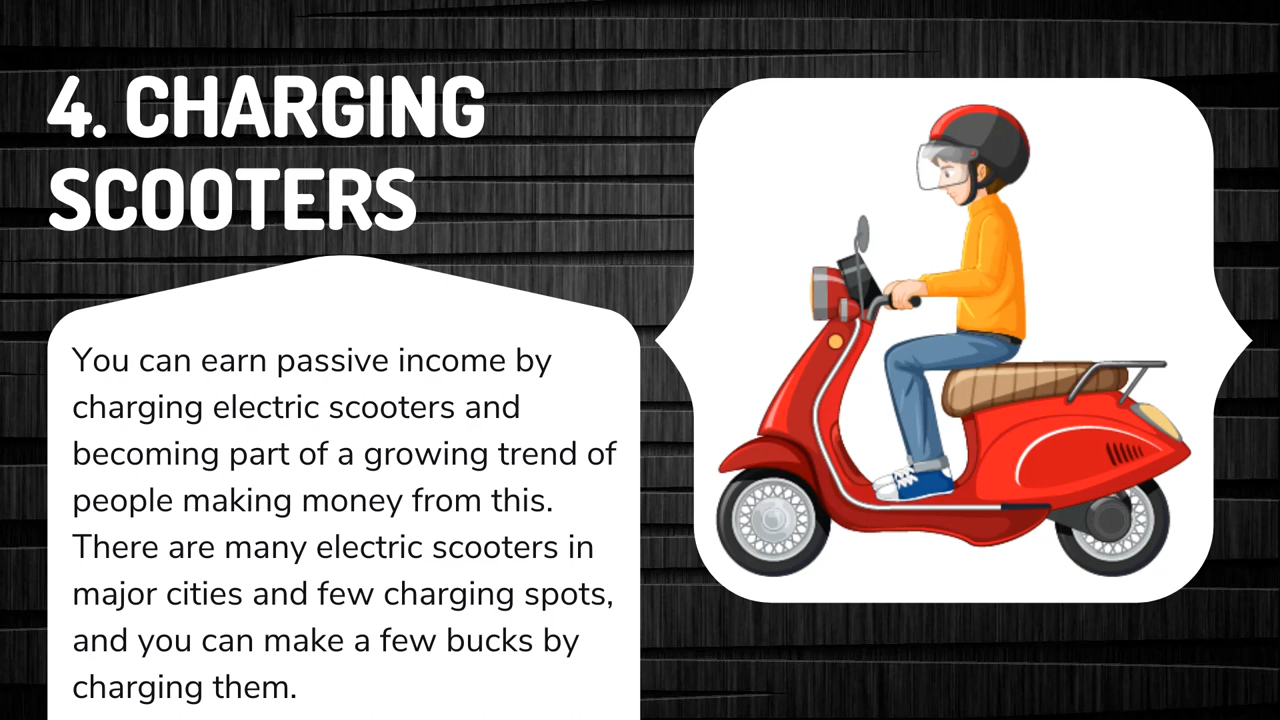 4. CHARGING
SCOOTERS
You can earn passive income by
charging electric scooters and
becoming part of a growing trend of
people making money from this.
There are many electric scooters in
major cities and few charging spots,
and you can make a few bucks by
charging them.